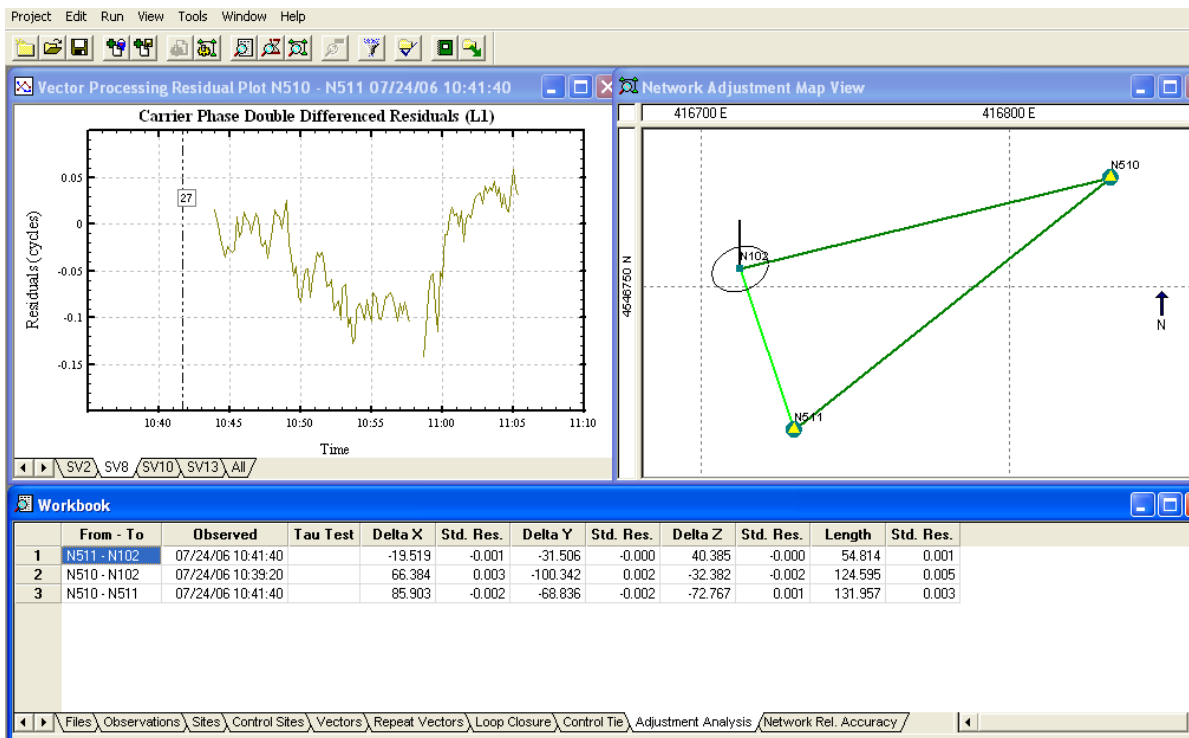 Project Edit Run View Tools Window Help
Vector Processing Residual Plot N510 - N511 07/24/06 10:41:40
Carrier Phase Double Differenced Residuals (L1)
Residuals (cycles)
0.05
0
-0.05
-0.1
-0.15
27
10:40 10:45 10:50 10:55 11:00 11:05 11:10
Time
SV2 SV8 SV10 SV13 All
Network Adjustment Map View
416700 E 416800 E
4546750 N
N510
N102
N511
N
Workbook
From - To Observed Tau Test Delta X Std. Res. Delta Y Std. Res. Delta Z Std. Res. Length Std. Res.
1 N511 - N102 07/24/06 10:41:40 -19.519 -0.001 -31.506 -0.000 40.385 -0.000 54.814 0.001
2 N510 - N102 07/24/06 10:39:20 66.384 0.003 -100.342 0.002 -32.382 -0.002 124.595 0.005
3 N510 - N511 07/24/06 10:41:40 85.903 -0.002 -68.836 -0.002 -72.767 0.001 131.957 0.003
Files Observations Sites Control Sites Vectors Repeat Vectors Loop Closure Control Tie Adjustment Analysis Network Rel. Accuracy